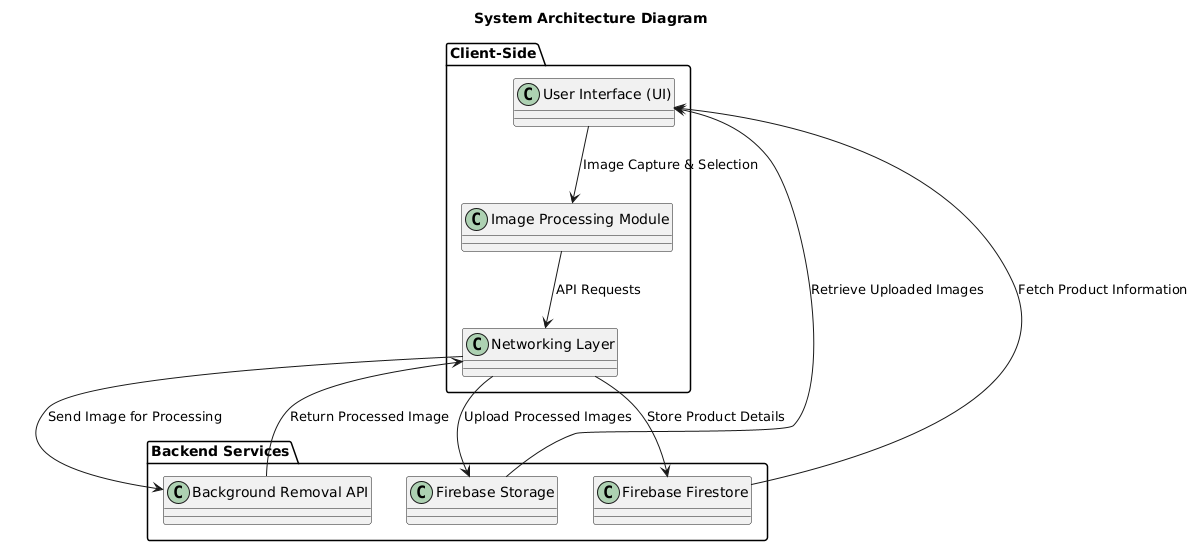 System Architecture Diagram
Client-Side
C User Interface (UI)
Image Capture & Selection
C Image Processing Module
API Requests
Retrieve Uploaded Images
Fetch Product Information
C Networking Layer
Send Image for Processing
Return Processed Image
Upload Processed Images
Store Product Details
Backend Services
C Background Removal API
C Firebase Storage
C Firebase Firestore